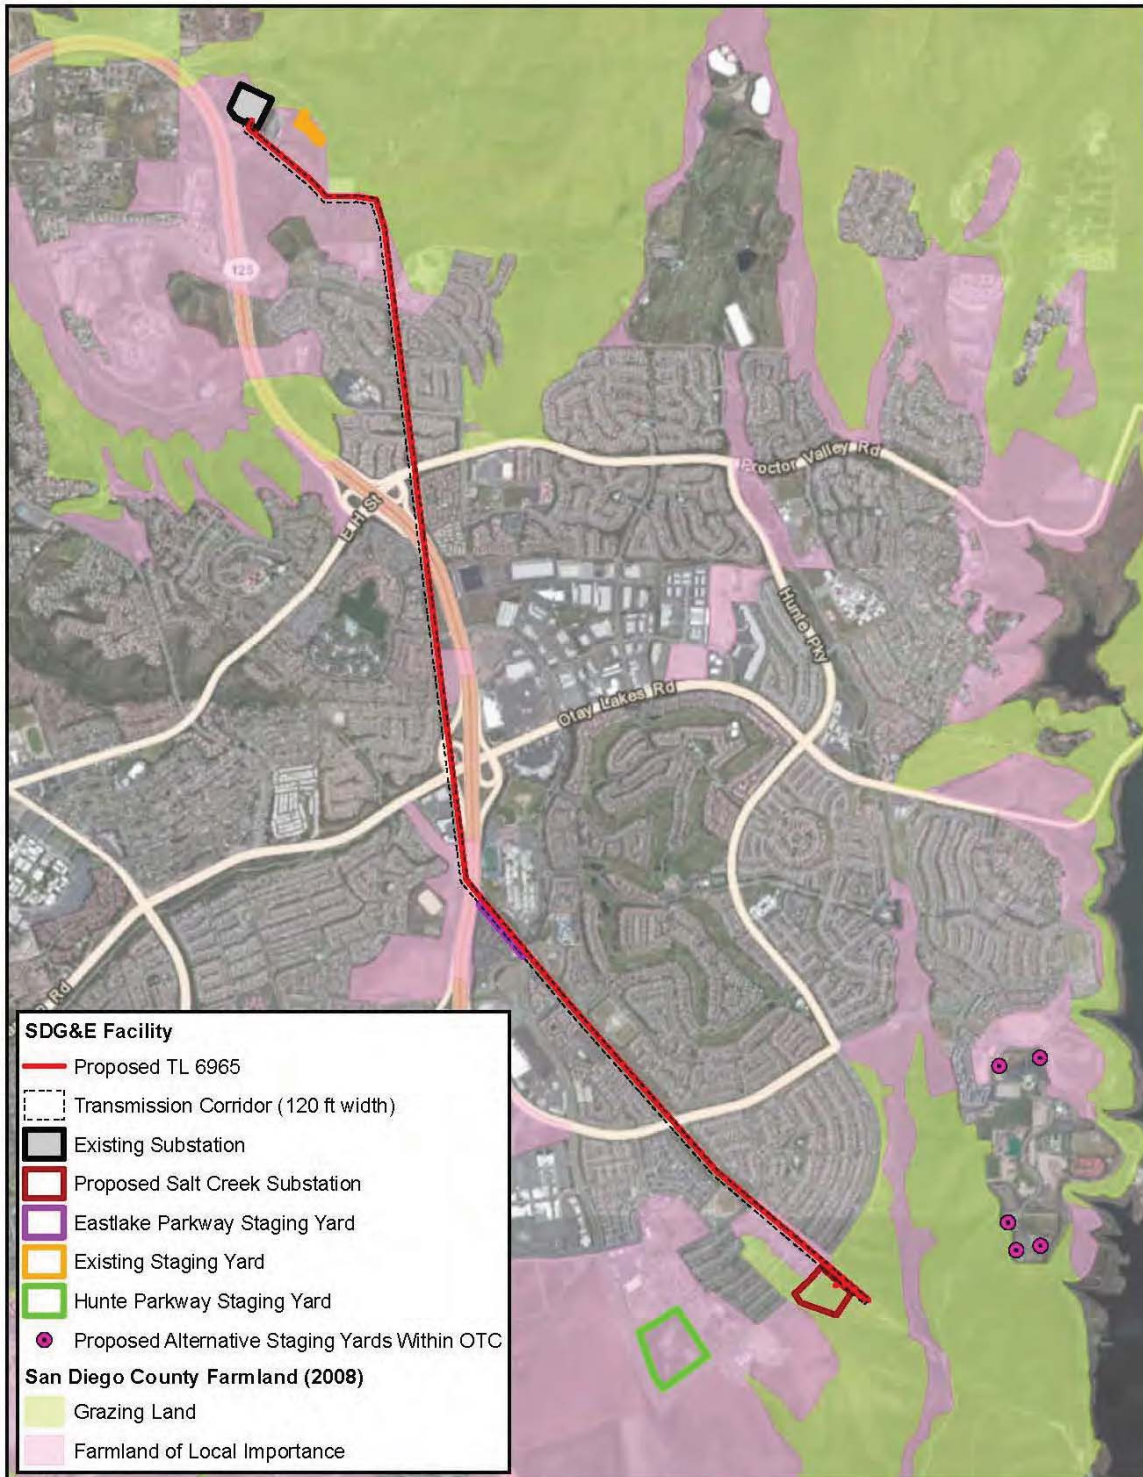 125
Proctor Valley Rd
E H St
Hunte Pky
Otay Lakes Rd
Rd
SDG&E Facility
Proposed TL 6965
Transmission Corridor (120 ft width)
Existing Substation
Proposed Salt Creek Substation
Eastlake Parkway Staging Yard
Existing Staging Yard
Hunte Parkway Staging Yard
Proposed Alternative Staging Yards Within OTC
San Diego County Farmland (2008)
Grazing Land
Farmland of Local Importance